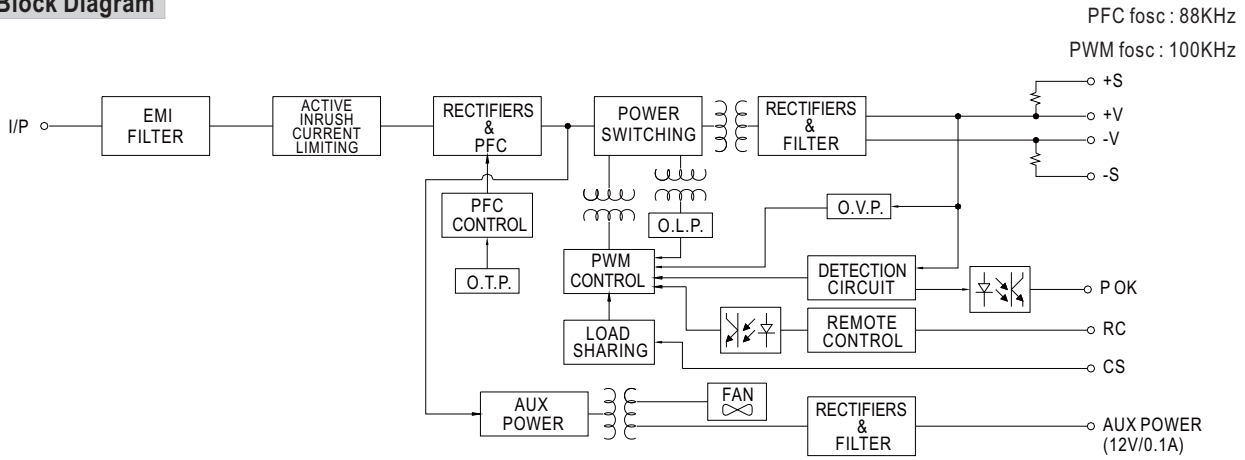 Block Diagram
PFC fosc : 88KHz
PWM fosc : 100KHz
I/P
EMI
FILTER
ACTIVE
INRUSH
CURRENT
LIMITING
RECTIFIERS
&
PFC
POWER
SWITCHING
RECTIFIERS
&
FILTER
+S
+V
-V
-S
PFC
CONTROL
O.T.P.
O.L.P.
O.V.P.
PWM
CONTROL
DETECTION
CIRCUIT
P OK
LOAD
SHARING
REMOTE
CONTROL
RC
CS
AUX
POWER
FAN
RECTIFIERS
&
FILTER
AUX POWER
(12V/0.1A)